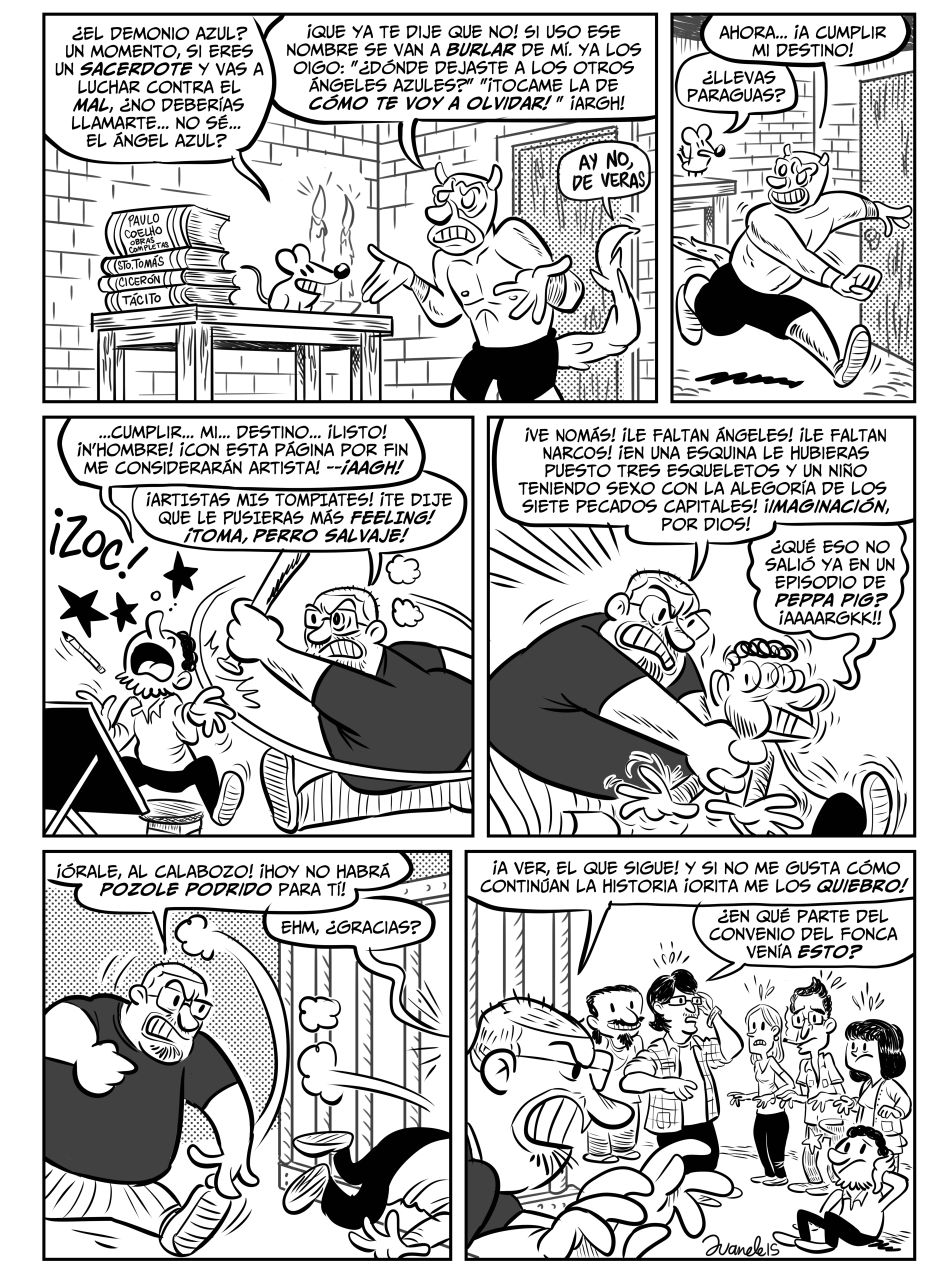 ¿EL DEMONIO AZUL?
UN MOMENTO, SI ERES
UN SACERDOTE Y VAS A
LUCHAR CONTRA EL
MAL, ¿NO DEBERÍAS
LLAMARTE... NO SÉ...
EL ÁNGEL AZUL?
¡QUE YA TE DIJE QUE NO! SI USO ESE
NOMBRE SE VAN A BURLAR DE MÍ. YA LOS
OIGO: "¿DÓNDE DEJASTE A LOS OTROS
ÁNGELES AZULES?" "¡TOCAME LA DE
CÓMO TE VOY A OLVIDAR!" ¡ARGH!
AY NO,
DE VERAS
PAULO
COELHO
OBRAS
COMPLETAS
STO. TOMÁS
CICERÓN
TÁCITO
AHORA... ¡A CUMPLIR
MI DESTINO!
¿LLEVAS
PARAGUAS?
...CUMPLIR... MI... DESTINO... ¡LISTO!
¡N'HOMBRE! ¡CON ESTA PÁGINA POR FIN
ME CONSIDERARÁN ARTISTA! --¡AAGH!
¡ARTISTAS MIS TOMPIATES! ¡TE DIJE
QUE LE PUSIERAS MÁS FEELING!
¡TOMA, PERRO SALVAJE!
¡ZOC!
¡VE NOMÁS! ¡LE FALTAN ÁNGELES! ¡LE FALTAN
NARCOS! ¡EN UNA ESQUINA LE HUBIERAS
PUESTO TRES ESQUELETOS Y UN NIÑO
TENIENDO SEXO CON LA ALEGORÍA DE LOS
SIETE PECADOS CAPITALES! ¡IMAGINACIÓN,
POR DIOS!
¿QUÉ ESO NO
SALIÓ YA EN UN
EPISODIO DE
PEPPA PIG?
¡AAAARGKK!!
¡ÓRALE, AL CALABOZO! ¡HOY NO HABRÁ
POZOLE PODRIDO PARA TÍ!
EHM, ¿GRACIAS?
¡A VER, EL QUE SIGUE! Y SI NO ME GUSTA CÓMO
CONTINÚAN LA HISTORIA ¡ORITA ME LOS QUIEBRO!
¿EN QUÉ PARTE DEL
CONVENIO DEL FONCA
VENÍA ESTO?
Juanele15